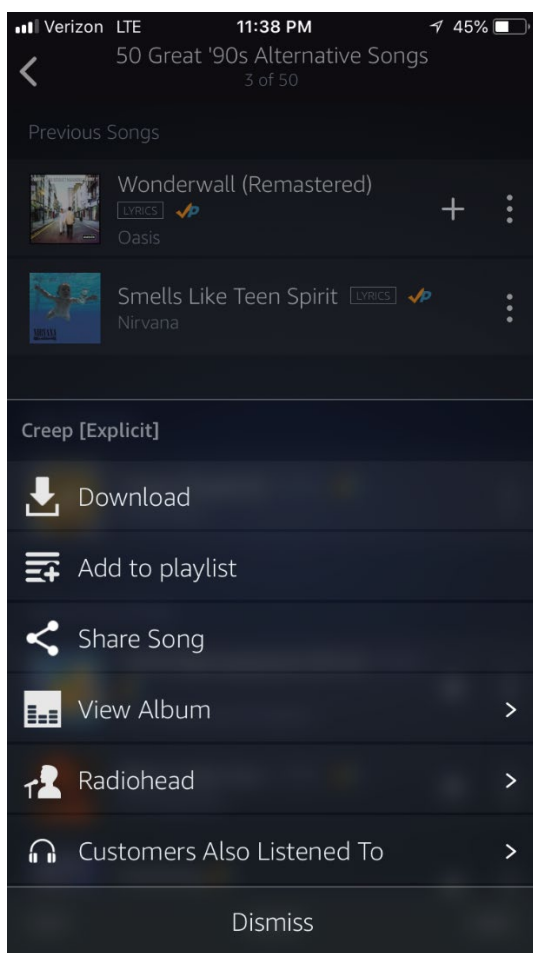 Verizon LTE 11:38 PM 45%
50 Great '90s Alternative Songs
3 of 50
Previous Songs
Wonderwall (Remastered)
LYRICS
Oasis
Smells Like Teen Spirit LYRICS
Nirvana
NIRVANA
Creep [Explicit]
Download
Add to playlist
Share Song
View Album
Radiohead
Customers Also Listened To
Dismiss